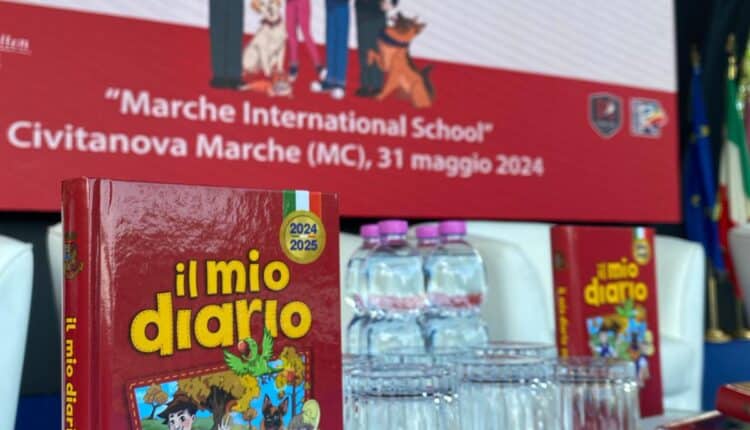 “Marche International School”
Civitanova Marche (MC), 31 maggio 2024
2024
2025
il mio
diario
il mio diario
il mio
diario